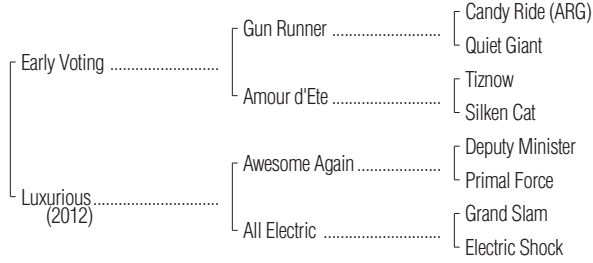 Candy Ride (ARG)
Gun Runner ........................
Quiet Giant
Early Voting ........................
Tiznow
Amour d'Ete ........................
Silken Cat
Deputy Minister
Awesome Again ..................
Primal Force
Luxurious ...........................
(2012)
Grand Slam
All Electric ..........................
Electric Shock